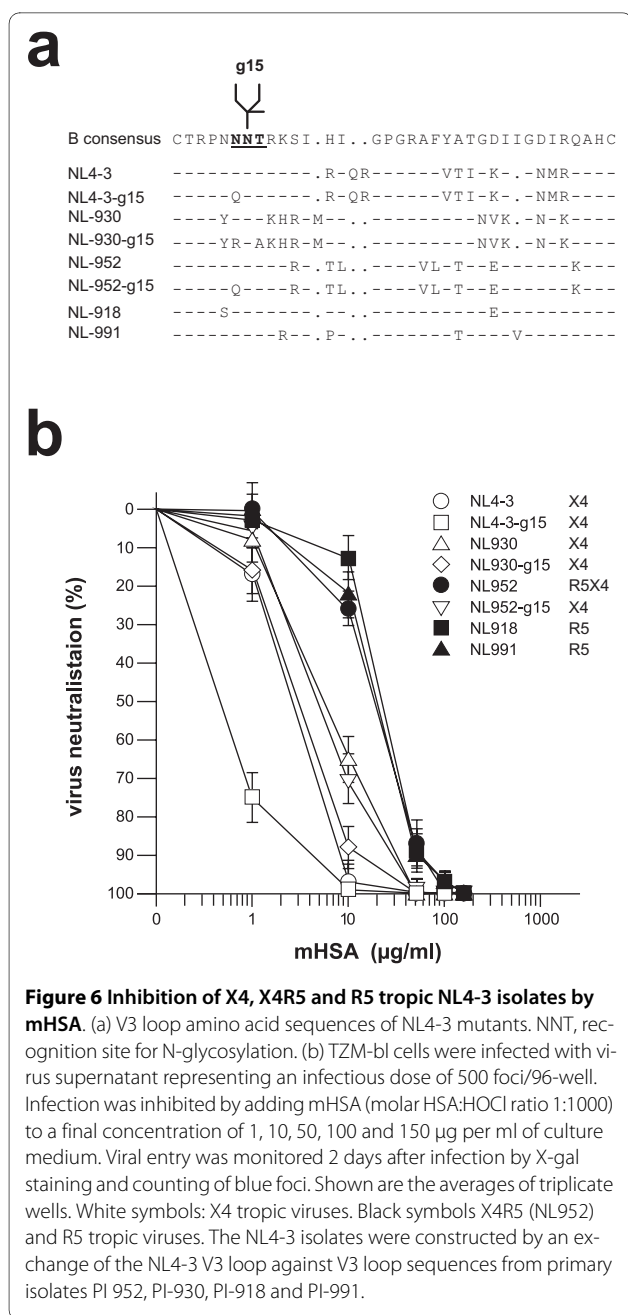 a
g15
B consensus CTRPNNNTRKSI.HI..GPGRAFYATGDIIGDIRQAHC
NL4-3 ------------.R-QR------VTI-K-.-NMR----
NL4-3-g15 -----Q------.R-QR------VTI-K-.-NMR----
NL-930 ----Y---KHR-M--..---------NVK.-N-K----
NL-930-g15 ----YR-AKHR-M--..---------NVK.-N-K----
NL-952 ----------R-.TL..----VL-T--E------K---
NL-952-g15 -----Q----R-.TL..----VL-T--E------K---
NL-918 ----S-------.--..----------E----------
NL-991 ---------R--.P-..-------T----V--------
b
virus neutralistaion (%)
0
10
20
30
40
50
60
70
80
90
100
0 1 10 100 1000
mHSA (µg/ml)
NL4-3 X4
NL4-3-g15 X4
NL930 X4
NL930-g15 X4
NL952 R5X4
NL952-g15 X4
NL918 R5
NL991 R5
Figure 6 Inhibition of X4, X4R5 and R5 tropic NL4-3 isolates by
mHSA. (a) V3 loop amino acid sequences of NL4-3 mutants. NNT, rec-
ognition site for N-glycosylation. (b) TZM-bl cells were infected with vi-
rus supernatant representing an infectious dose of 500 foci/96-well.
Infection was inhibited by adding mHSA (molar HSA:HOCl ratio 1:1000)
to a final concentration of 1, 10, 50, 100 and 150 µg per ml of culture
medium. Viral entry was monitored 2 days after infection by X-gal
staining and counting of blue foci. Shown are the averages of triplicate
wells. White symbols: X4 tropic viruses. Black symbols X4R5 (NL952)
and R5 tropic viruses. The NL4-3 isolates were constructed by an ex-
change of the NL4-3 V3 loop against V3 loop sequences from primary
isolates PI 952, PI-930, PI-918 and PI-991.